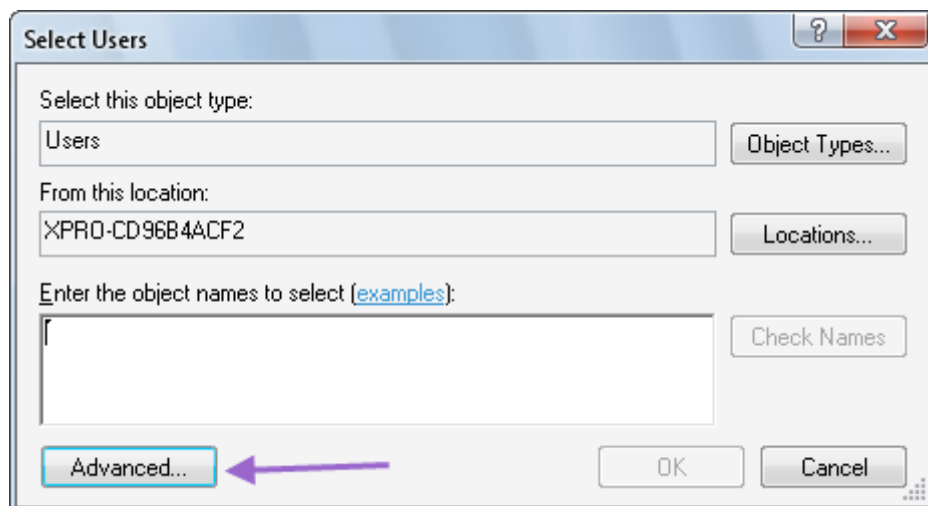 Select Users
Select this object type:
Users
Object Types...
From this location:
XPRO-CD96B4ACF2
Locations...
Enter the object names to select (examples):
Check Names
Advanced...
OK
Cancel